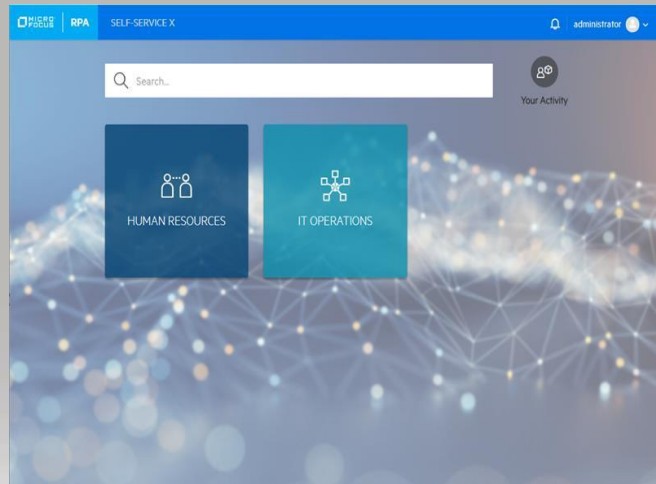 MICRO
FOCUS
RPA
SELF-SERVICE X
administrator
Search...
Your Activity
HUMAN RESOURCES
IT OPERATIONS